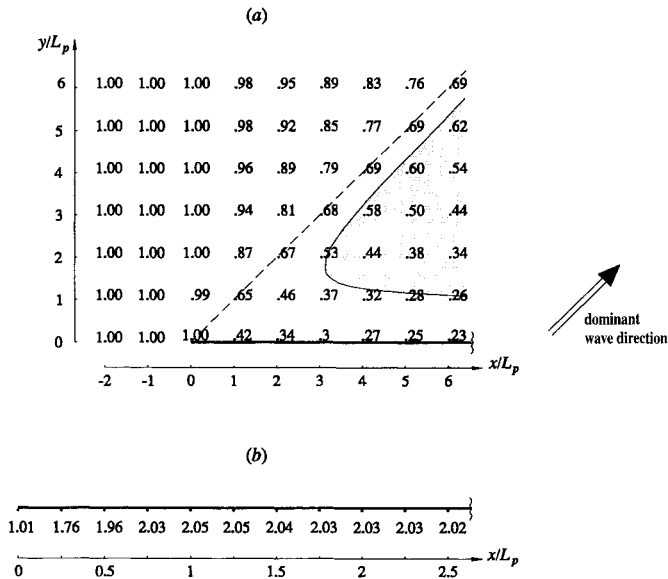 (a)
y/Lp
6 1.00 1.00 1.00 .98 .95 .89 .83 .76 .69
5 1.00 1.00 1.00 .98 .92 .85 .77 .69 .62
4 1.00 1.00 1.00 .96 .89 .79 .69 .60 .54
3 1.00 1.00 1.00 .94 .81 .68 .58 .50 .44
2 1.00 1.00 1.00 .87 .67 .53 .44 .38 .34
1 1.00 1.00 .99 .65 .46 .37 .32 .28 .26
0 1.00 1.00 1.00 .42 .34 .3 .27 .25 .23
dominant
wave direction
x/Lp
-2 -1 0 1 2 3 4 5 6
(b)
1.01 1.76 1.96 2.03 2.05 2.05 2.04 2.03 2.03 2.03 2.02
x/Lp
0 0.5 1 1.5 2 2.5